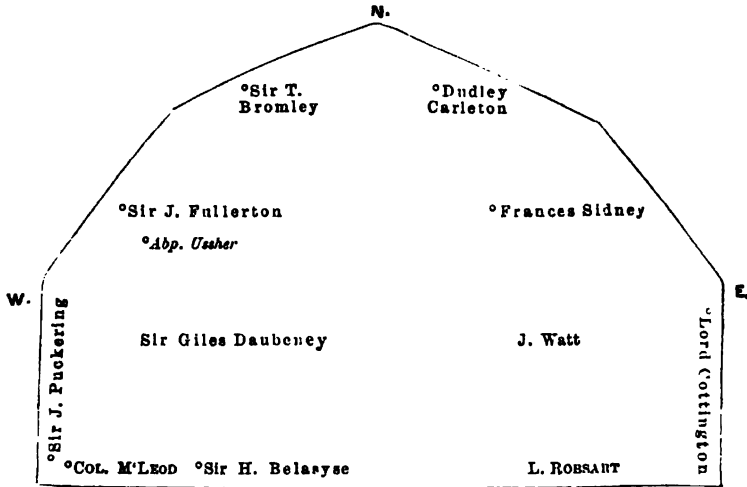 N.
°Sir T.
Bromley
°Dudley
Carleton
°Sir J. Fullerton
°Frances Sidney
°Abp. Ussher
W.
E
°Sir J. Puckering
Sir Giles Daubeney
J. Watt
°Lord Cottington
°COL. M'LEOD
°Sir H. Belasyse
L. ROBSART